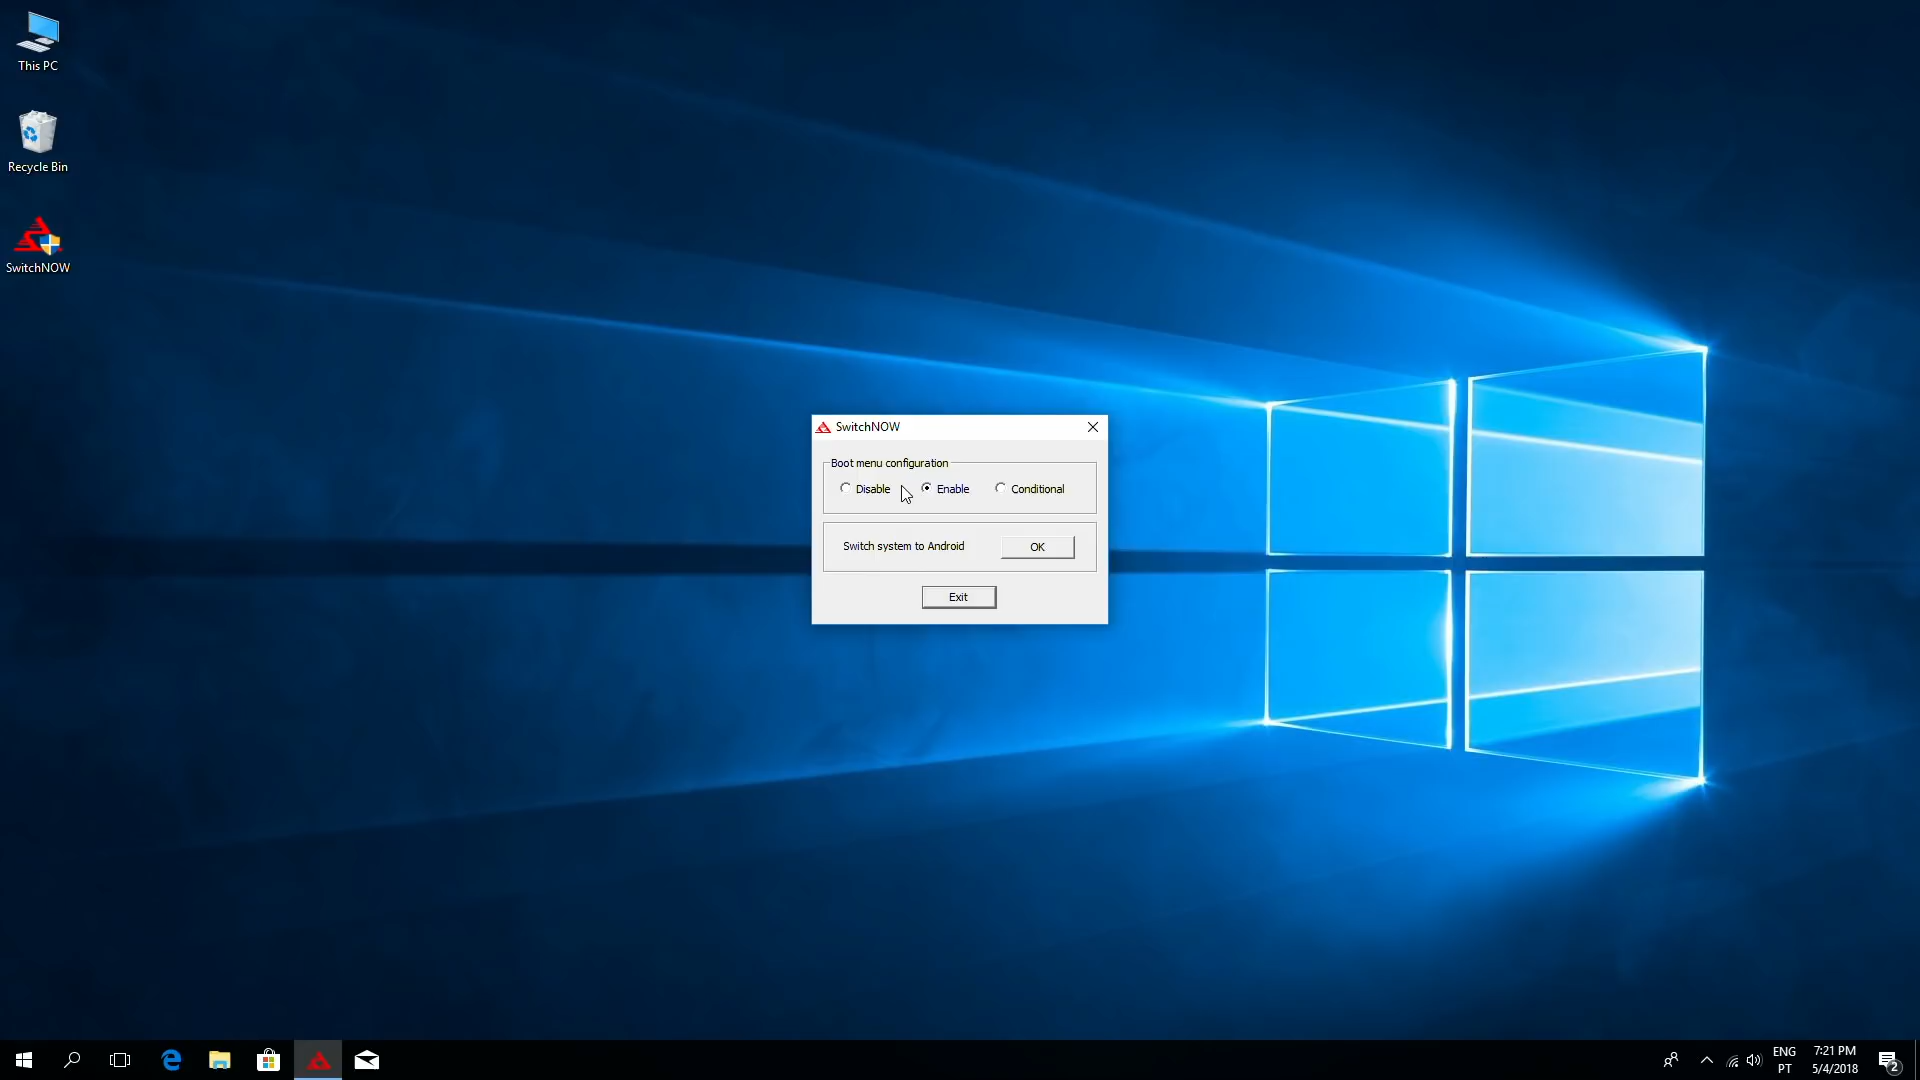 This PC
Recycle Bin
SwitchNOW
SwitchNOW
Boot menu configuration
Disable
Enable
Conditional
Switch system to Android
OK
Exit
ENG
PT
7:21 PM
5/4/2018
2